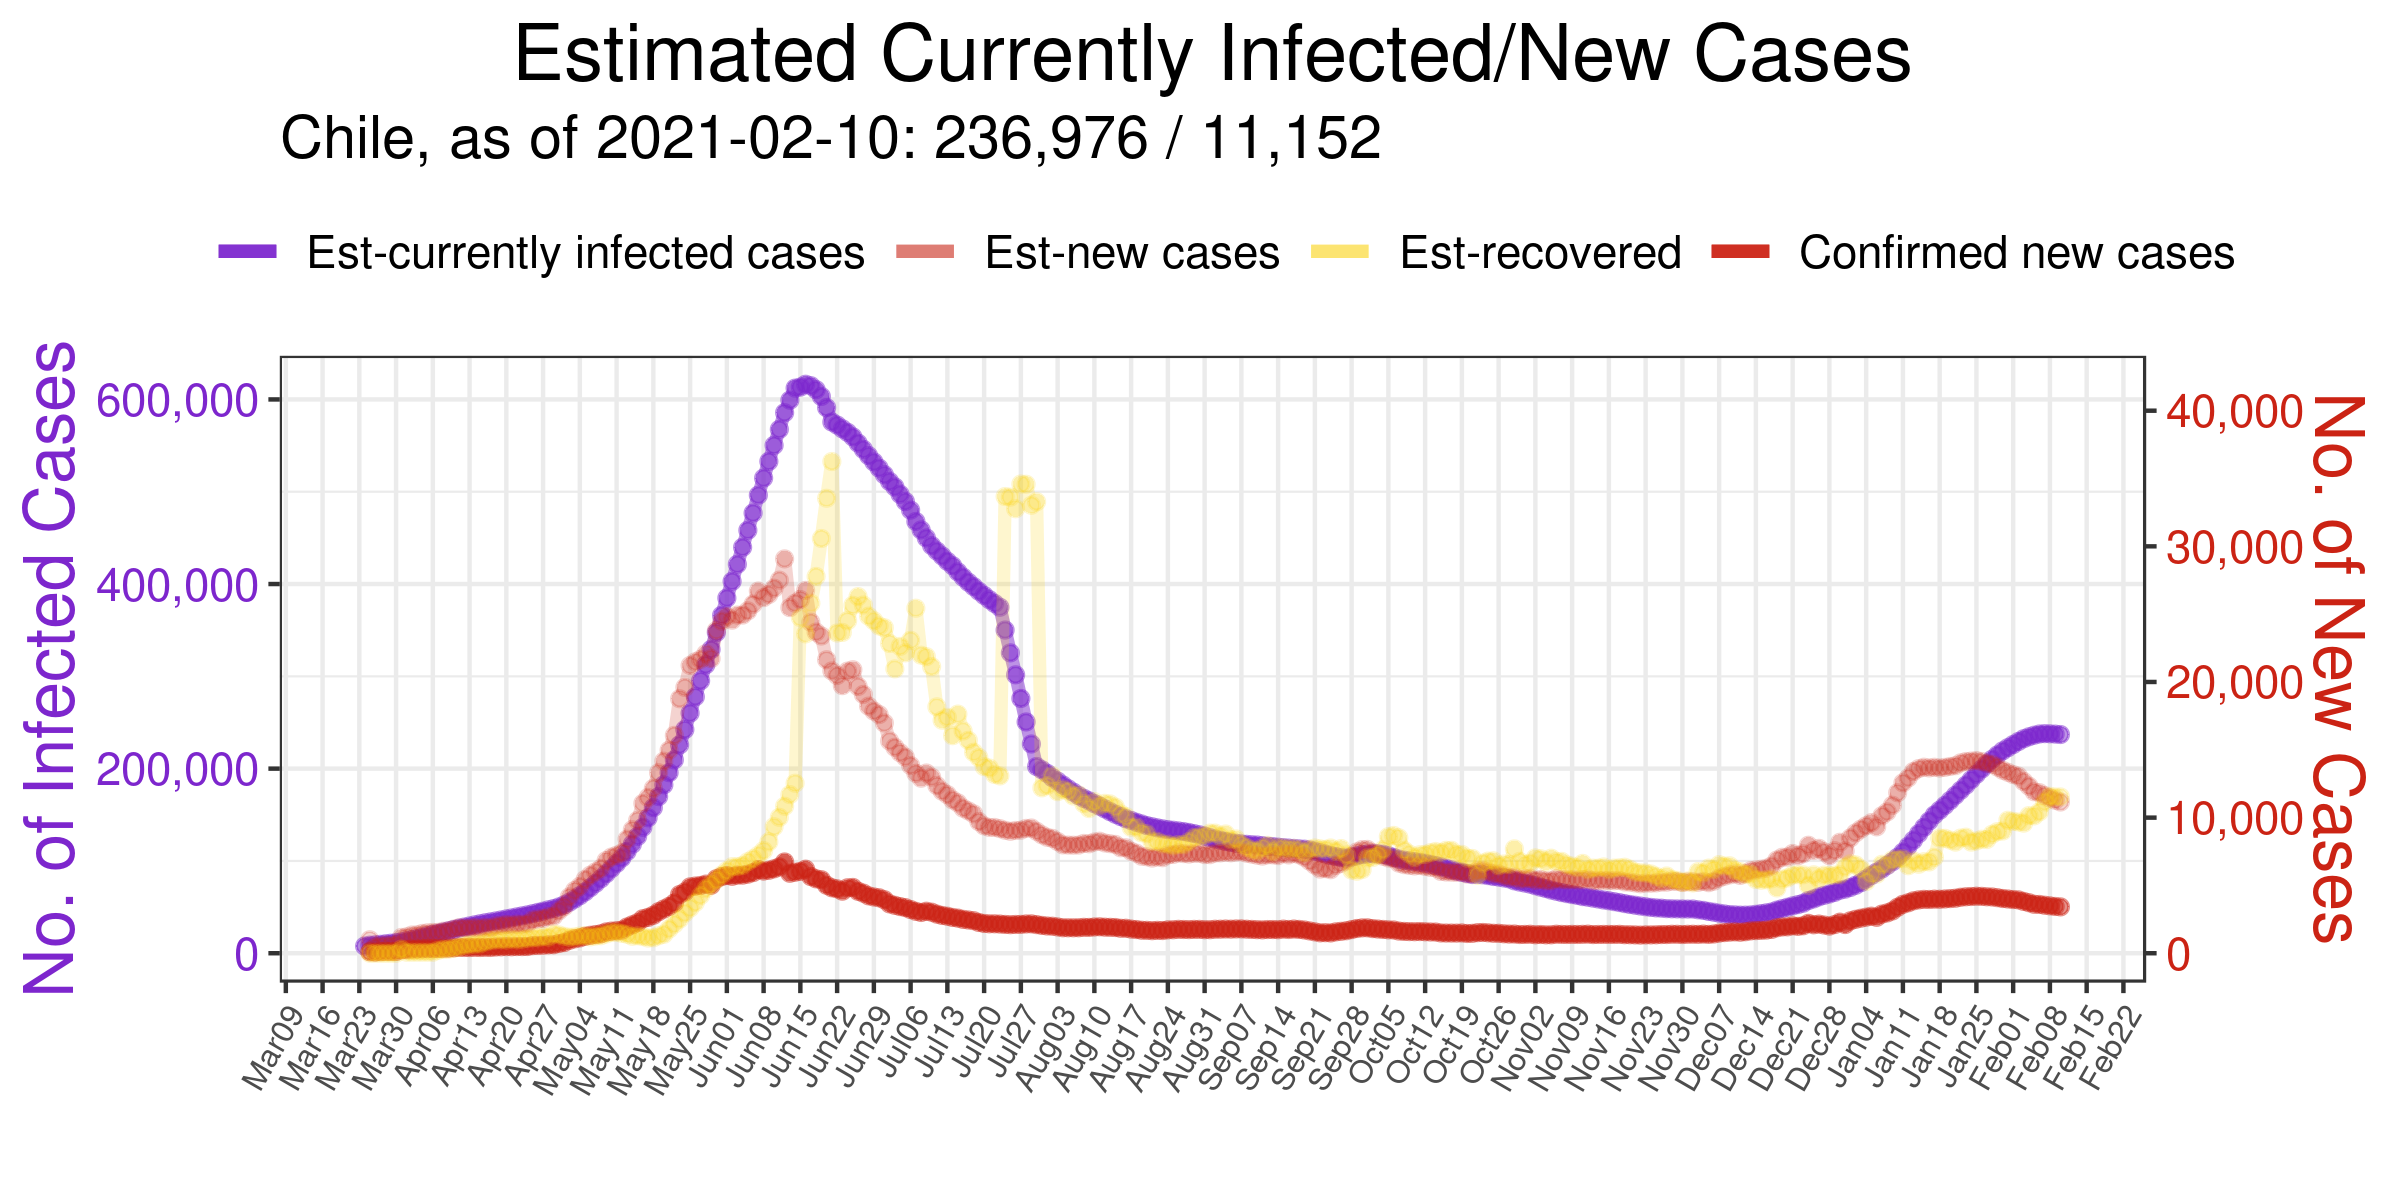 Estimated Currently Infected/New Cases
Chile, as of 2021-02-10: 236,976 / 11,152
Est-currently infected cases Est-new cases Est-recovered Confirmed new cases
No. of Infected Cases
600,000
400,000
200,000
0
40,000
30,000
20,000
10,000
0
No. of New Cases
Mar09 Mar16 Mar23 Mar30 Apr06 Apr13 Apr20 Apr27 May04 May11 May18 May25 Jun01 Jun08 Jun15 Jun22 Jun29 Jul06 Jul13 Jul20 Jul27 Aug03 Aug10 Aug17 Aug24 Aug31 Sep07 Sep14 Sep21 Sep28 Oct05 Oct12 Oct19 Oct26 Nov02 Nov09 Nov16 Nov23 Nov30 Dec07 Dec14 Dec21 Dec28 Jan04 Jan11 Jan18 Jan25 Feb01 Feb08 Feb15 Feb22